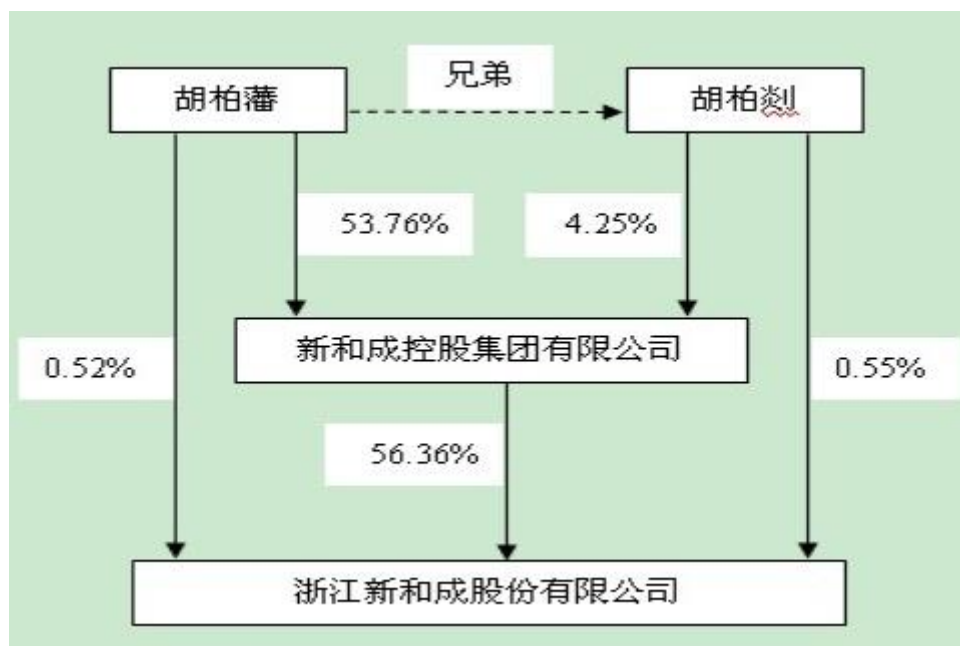 兄弟
胡柏藩
胡柏剡
53.76%
4.25%
新和成控股集团有限公司
0.52%
0.55%
56.36%
浙江新和成股份有限公司